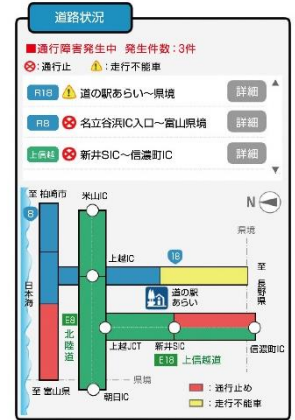 道路状況
■通行障害発生中 発生件数:3件
:通行止 :走行不能車
R18 道の駅あらい～県境 詳細
R8 名立谷浜IC入口～富山県境 詳細
上信越 新井SIC～信濃町IC 詳細
至 柏崎市 米山IC N
8
県境
上越IC 18 至 長野県
日本海
道の駅
あらい
E8
北陸道
上越JCT 新井SIC 信濃町IC
E18 上信越道
県境
至 富山県 朝日IC
:通行止め
:走行不能車